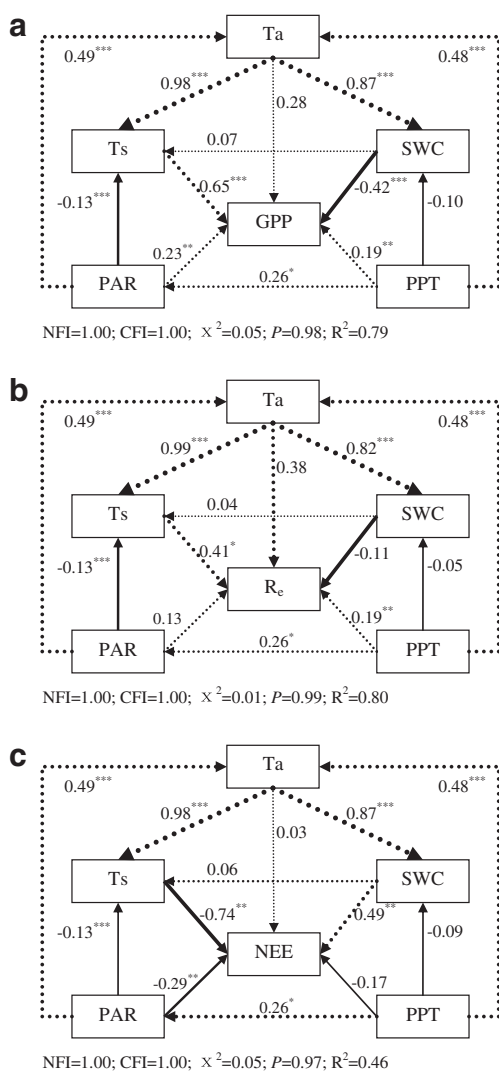 a
Ta
0.49***
0.48***
0.98***
0.87***
0.28
Ts
0.07
SWC
-0.13***
0.65***
-0.42***
-0.10
GPP
0.23**
0.19**
PAR
0.26*
PPT
NFI=1.00; CFI=1.00; χ²=0.05; P=0.98; R²=0.79
b
Ta
0.49***
0.48***
0.99***
0.82***
0.38
Ts
0.04
SWC
-0.13***
0.41*
-0.11
-0.05
Re
0.13
0.19**
PAR
0.26*
PPT
NFI=1.00; CFI=1.00; χ²=0.01; P=0.99; R²=0.80
c
Ta
0.49***
0.48***
0.98***
0.87***
0.03
Ts
0.06
SWC
-0.13***
-0.74**
0.49**
-0.09
NEE
-0.29**
-0.17
PAR
0.26*
PPT
NFI=1.00; CFI=1.00; χ²=0.05; P=0.97; R²=0.46